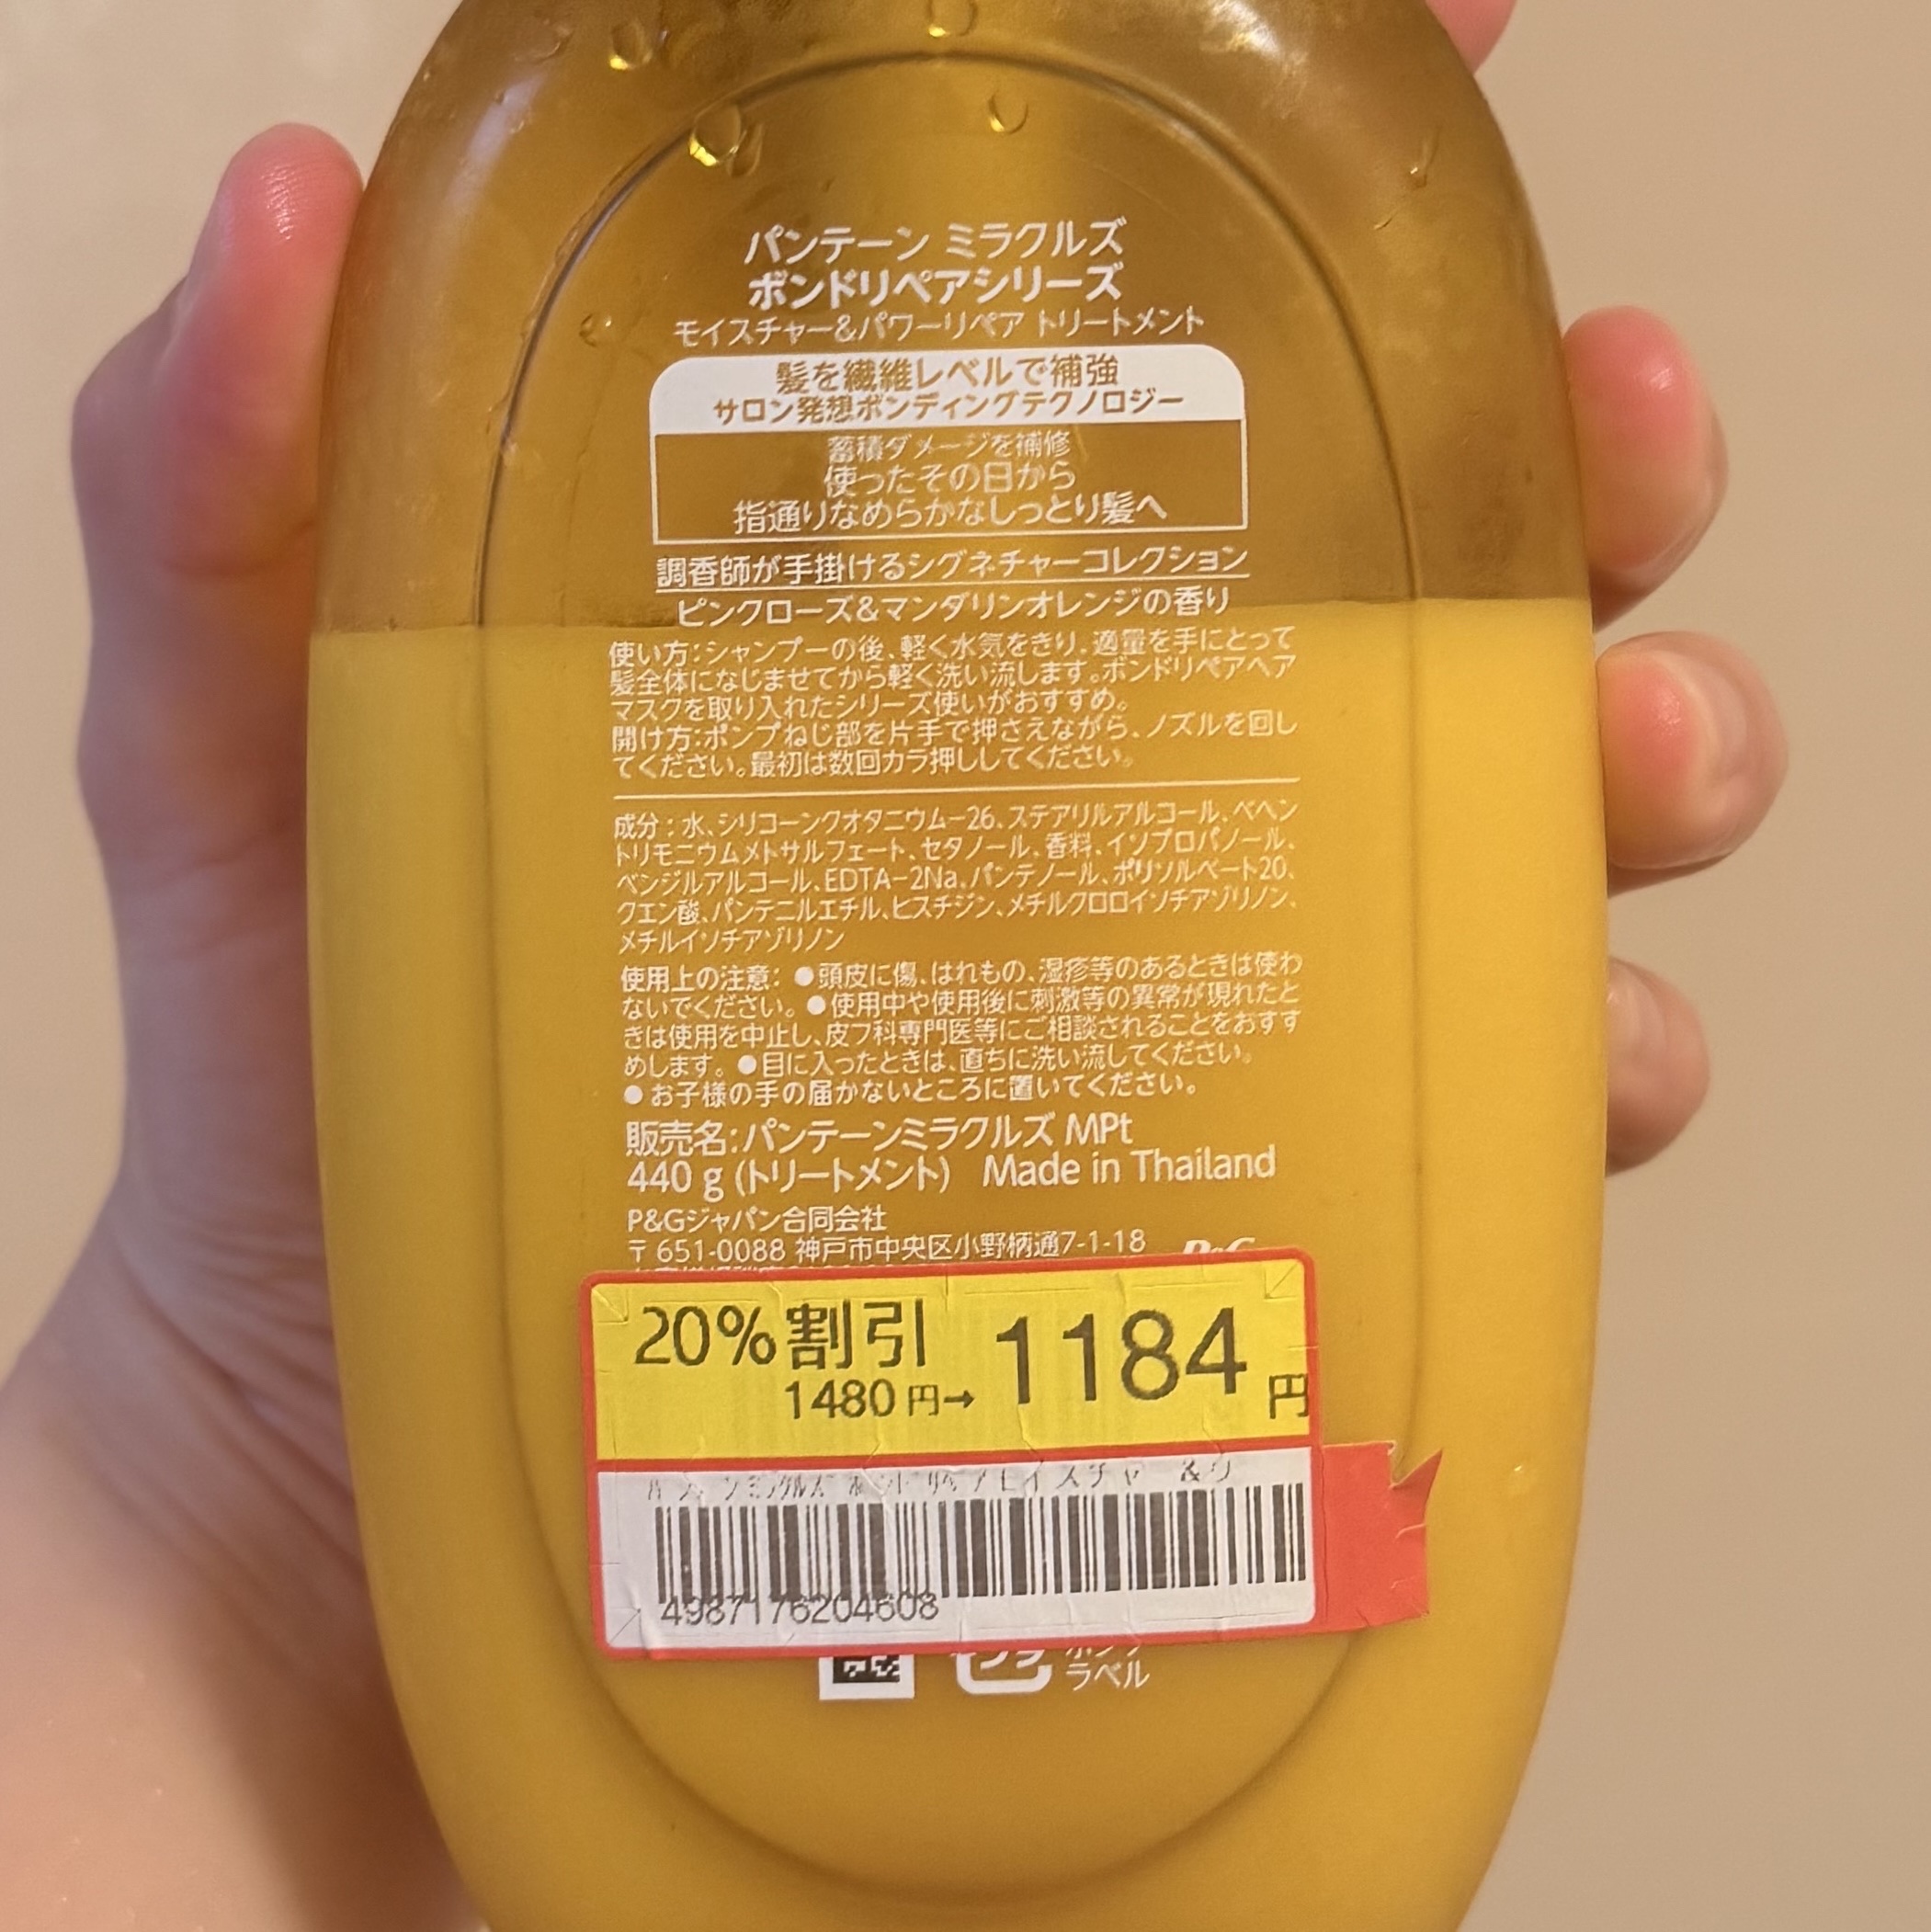 パンテーン ミラクルズ
ボンドリペアシリーズ
モイスチャー&パワーリペア トリートメント
髪を繊維レベルで補強
サロン発想ボンディングテクノロジー
蓄積ダメージを補修
使ったその日から
指通りなめらかなしっとり髪へ
調香師が手掛けるシグネチャーコレクション
ピンクローズ&マンダリンオレンジの香り
使い方:シャンプーの後、軽く水気をきり、適量を手にとって
髪全体になじませてから軽く洗い流します。ボンドリペアヘア
マスクを取り入れたシリーズ使いがおすすめ。
開け方:ポンプねじ部を片手で押さえながら、ノズルを回し
てください。最初は数回カラ押ししてください。
成分:水、シリコーンクオタニウム-26、ステアリルアルコール、ベヘン
トリモニウムメトサルフェート、セタノール、香料、イソプロパノール、
ベンジルアルコール、EDTA-2Na、パンテノール、ポリソルベート20、
クエン酸、パンテニルエチル、ヒスチジン、メチルクロロイソチアゾリノン、
メチルイソチアゾリノン
使用上の注意: ●頭皮に傷、はれもの、湿疹等のあるときは使わ
ないでください。●使用中や使用後に刺激等の異常が現れたと
きは使用を中止し、皮フ科専門医等にご相談されることをおすす
めします。●目に入ったときは、直ちに洗い流してください。
●お子様の手の届かないところに置いてください。
販売名:パンテーンミラクルズ MPt
440 g (トリートメント) Made in Thailand
P&Gジャパン合同会社
〒651-0088 神戸市中央区小野柄通7-1-18
P&G
20%割引
1480円→ 1184円
4987176204608
ラベル